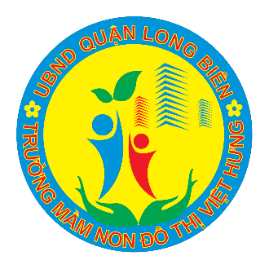 UBND QUẬN LONG BIÊN
TRƯỜNG MẦM NON ĐÔ THỊ VIỆT HƯNG